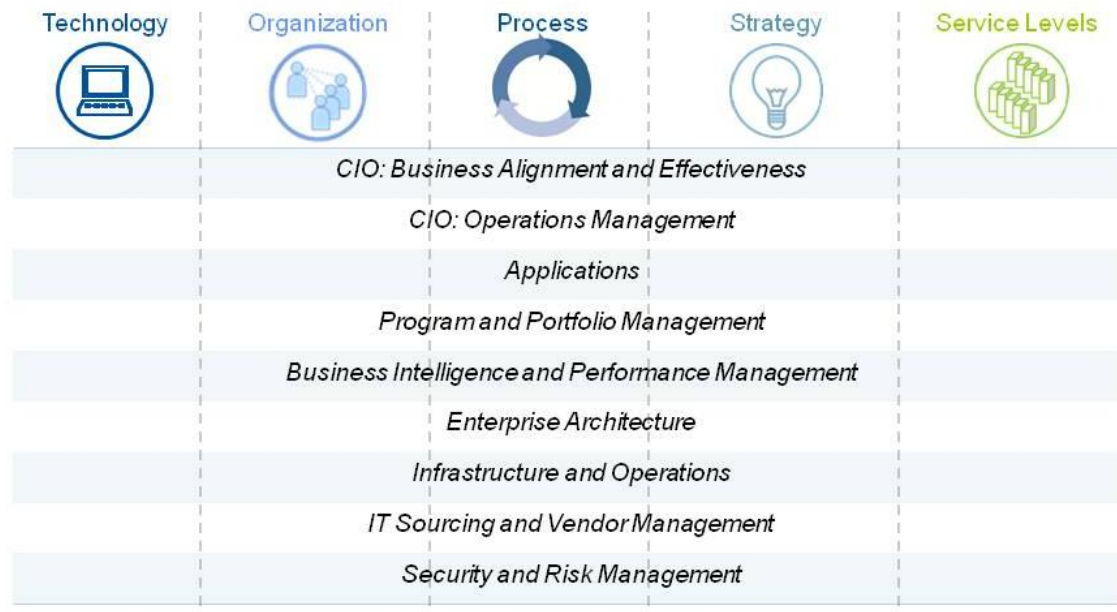 Technology
Organization
Process
Strategy
Service Levels
CIO: Business Alignment and Effectiveness
CIO: Operations Management
Applications
Program and Portfolio Management
Business Intelligence and Performance Management
Enterprise Architecture
Infrastructure and Operations
IT Sourcing and Vendor Management
Security and Risk Management